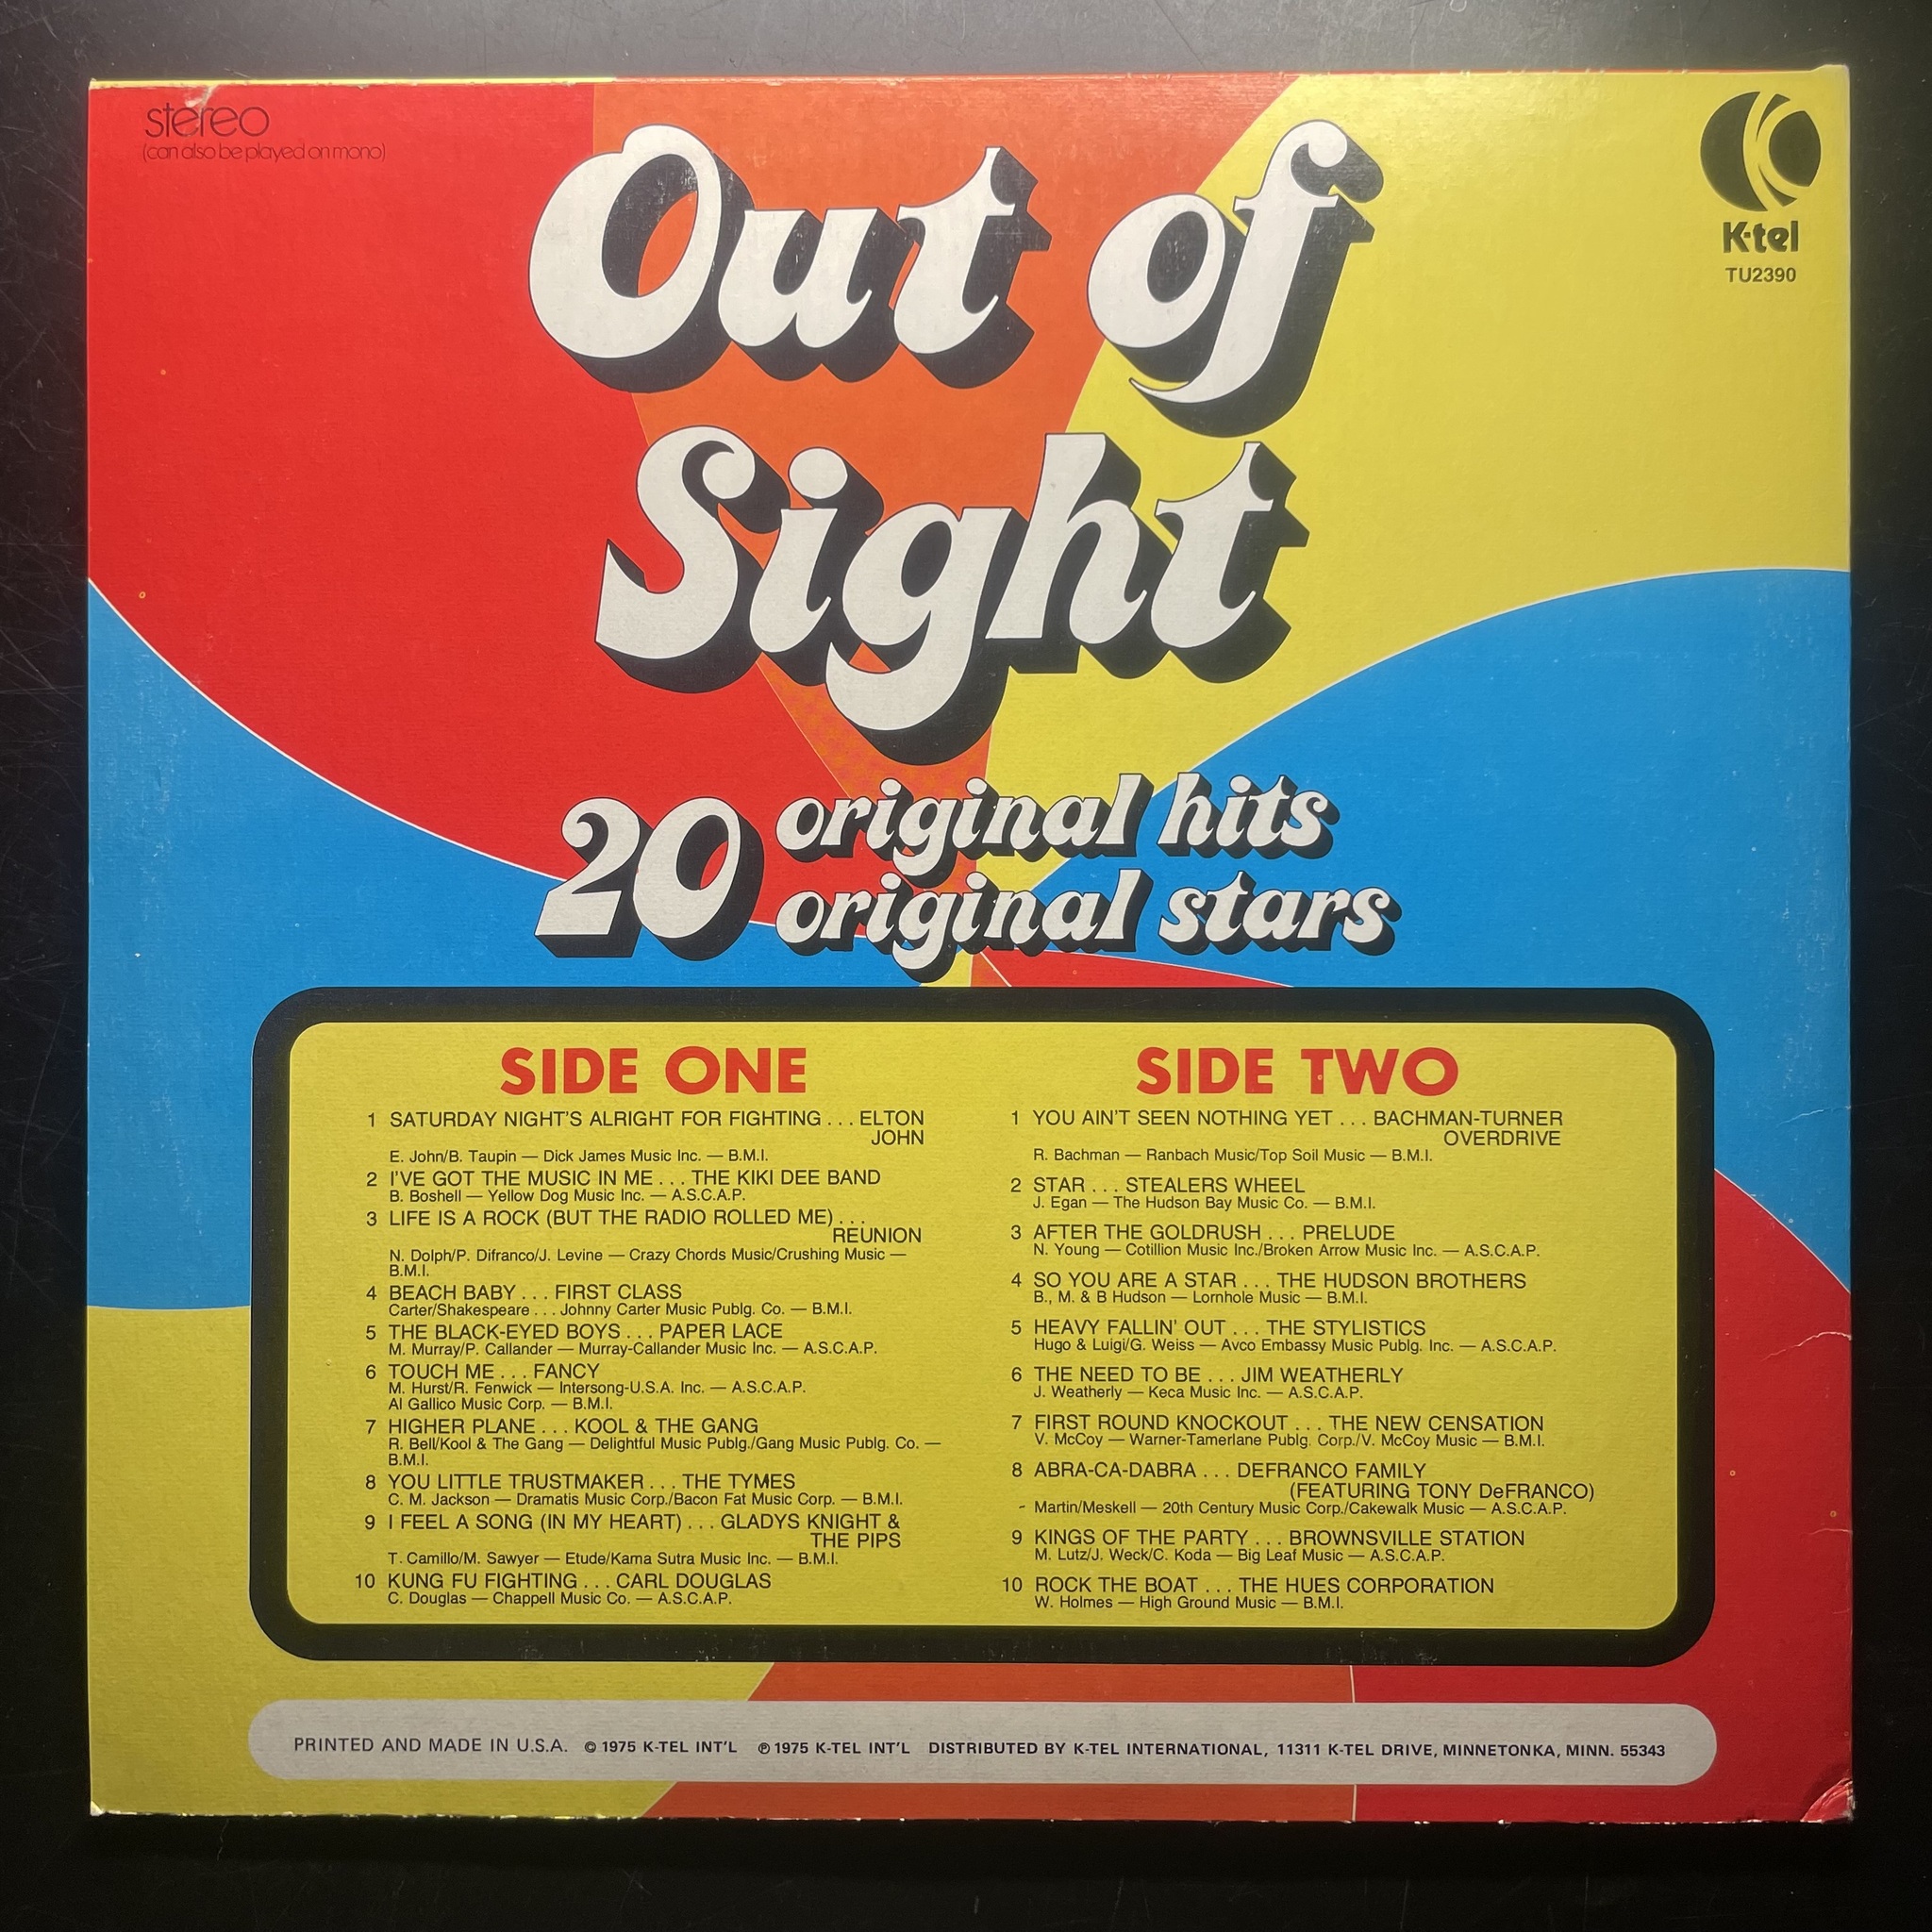 stereo
(can also be played on mono)
K-tel
TU2390
Out of
Sight
20 original hits
original stars
SIDE ONE
1 SATURDAY NIGHT'S ALRIGHT FOR FIGHTING . . . ELTON
JOHN
E. John/B. Taupin — Dick James Music Inc. — B.M.I.
2 I'VE GOT THE MUSIC IN ME . . . THE KIKI DEE BAND
B. Boshell — Yellow Dog Music Inc. — A.S.C.A.P.
3 LIFE IS A ROCK (BUT THE RADIO ROLLED ME) . . .
REUNION
N. Dolph/P. Difranco/J. Levine — Crazy Chords Music/Crushing Music —
B.M.I.
4 BEACH BABY . . . FIRST CLASS
Carter/Shakespeare . . . Johnny Carter Music Publg. Co. — B.M.I.
5 THE BLACK-EYED BOYS . . . PAPER LACE
M. Murray/P. Callander — Murray-Callander Music Inc. — A.S.C.A.P.
6 TOUCH ME . . . FANCY
M. Hurst/R. Fenwick — Intersong-U.S.A. Inc. — A.S.C.A.P.
Al Gallico Music Corp. — B.M.I.
7 HIGHER PLANE . . . KOOL & THE GANG
R. Bell/Kool & The Gang — Delightful Music Publg./Gang Music Publg. Co. —
B.M.I.
8 YOU LITTLE TRUSTMAKER . . . THE TYMES
C. M. Jackson — Dramatis Music Corp./Bacon Fat Music Corp. — B.M.I.
9 I FEEL A SONG (IN MY HEART) . . . GLADYS KNIGHT &
THE PIPS
T. Camillo/M. Sawyer — Etude/Kama Sutra Music Inc. — B.M.I.
10 KUNG FU FIGHTING . . . CARL DOUGLAS
C. Douglas — Chappell Music Co. — A.S.C.A.P.
SIDE TWO
1 YOU AIN'T SEEN NOTHING YET . . . BACHMAN-TURNER
OVERDRIVE
R. Bachman — Ranbach Music/Top Soil Music — B.M.I.
2 STAR . . . STEALERS WHEEL
J. Egan — The Hudson Bay Music Co. — B.M.I.
3 AFTER THE GOLDRUSH . . . PRELUDE
N. Young — Cotillion Music Inc./Broken Arrow Music Inc. — A.S.C.A.P.
4 SO YOU ARE A STAR . . . THE HUDSON BROTHERS
B., M. & B Hudson — Lornhole Music — B.M.I.
5 HEAVY FALLIN' OUT . . . THE STYLISTICS
Hugo & Luigi/G. Weiss — Avco Embassy Music Publg. Inc. — A.S.C.A.P.
6 THE NEED TO BE . . . JIM WEATHERLY
J. Weatherly — Keca Music Inc. — A.S.C.A.P.
7 FIRST ROUND KNOCKOUT . . . THE NEW CENSATION
V. McCoy — Warner-Tamerlane Publg. Corp./V. McCoy Music — B.M.I.
8 ABRA-CA-DABRA . . . DEFRANCO FAMILY
(FEATURING TONY DeFRANCO)
Martin/Meskell — 20th Century Music Corp./Cakewalk Music — A.S.C.A.P.
9 KINGS OF THE PARTY . . . BROWNSVILLE STATION
M. Lutz/J. Weck/C. Koda — Big Leaf Music — A.S.C.A.P.
10 ROCK THE BOAT . . . THE HUES CORPORATION
W. Holmes — High Ground Music — B.M.I.
PRINTED AND MADE IN U.S.A. © 1975 K-TEL INT'L ℗ 1975 K-TEL INT'L DISTRIBUTED BY K-TEL INTERNATIONAL, 11311 K-TEL DRIVE, MINNETONKA, MINN. 55343